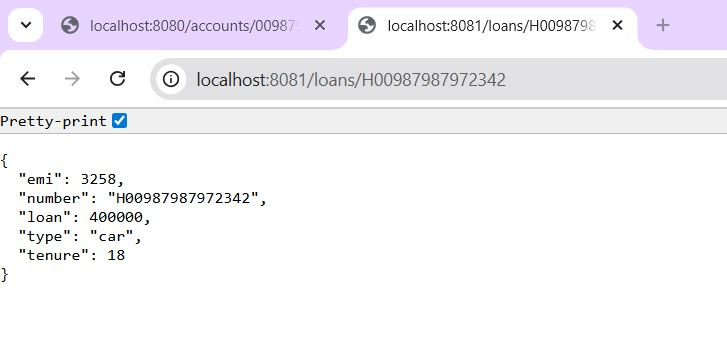 localhost:8080/accounts/00987
localhost:8081/loans/H0098798
localhost:8081/loans/H00987987972342
Pretty-print
{
"emi": 3258,
"number": "H00987987972342",
"loan": 400000,
"type": "car",
"tenure": 18
}